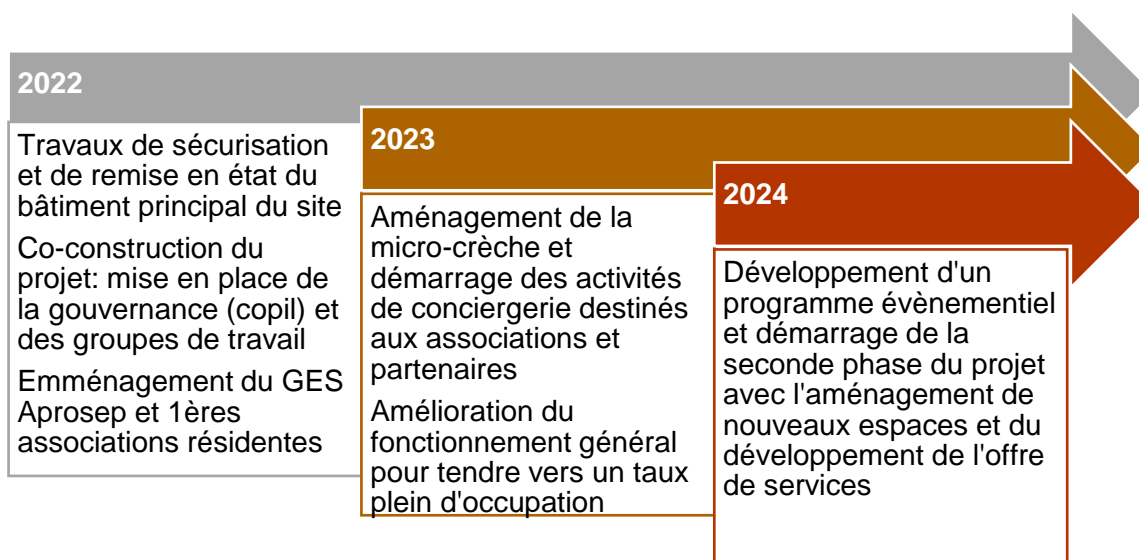 2022
Travaux de sécurisation
et de remise en état du
bâtiment principal du site
Co-construction du
projet: mise en place de
la gouvernance (copil) et
des groupes de travail
Emménagement du GES
Aprosep et 1ères
associations résidentes
2023
Aménagement de la
micro-crèche et
démarrage des activités
de conciergerie destinés
aux associations et
partenaires
Amélioration du
fonctionnement général
pour tendre vers un taux
plein d'occupation
2024
Développement d'un
programme évènementiel
et démarrage de la
seconde phase du projet
avec l'aménagement de
nouveaux espaces et du
développement de l'offre
de services